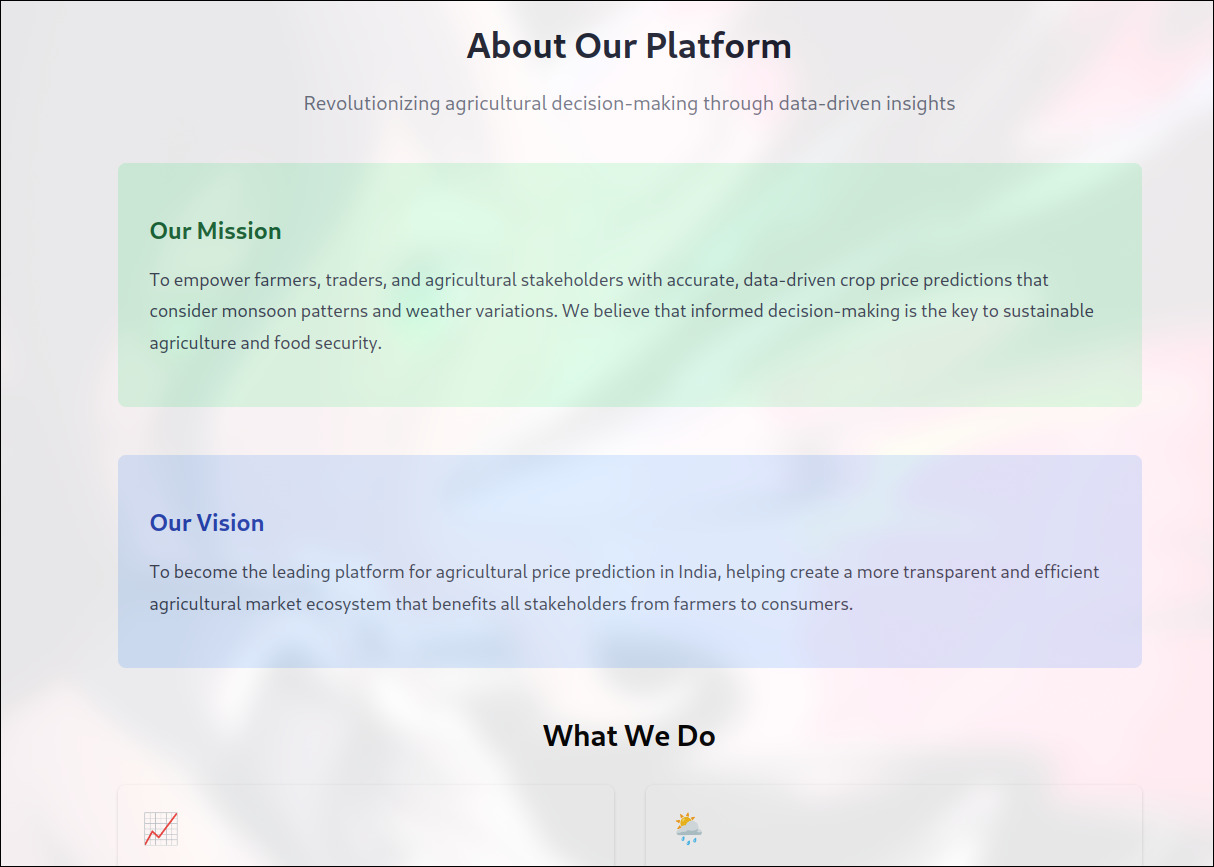 About Our Platform
Revolutionizing agricultural decision-making through data-driven insights
Our Mission
To empower farmers, traders, and agricultural stakeholders with accurate, data-driven crop price predictions that
consider monsoon patterns and weather variations. We believe that informed decision-making is the key to sustainable
agriculture and food security.
Our Vision
To become the leading platform for agricultural price prediction in India, helping create a more transparent and efficient
agricultural market ecosystem that benefits all stakeholders from farmers to consumers.
What We Do